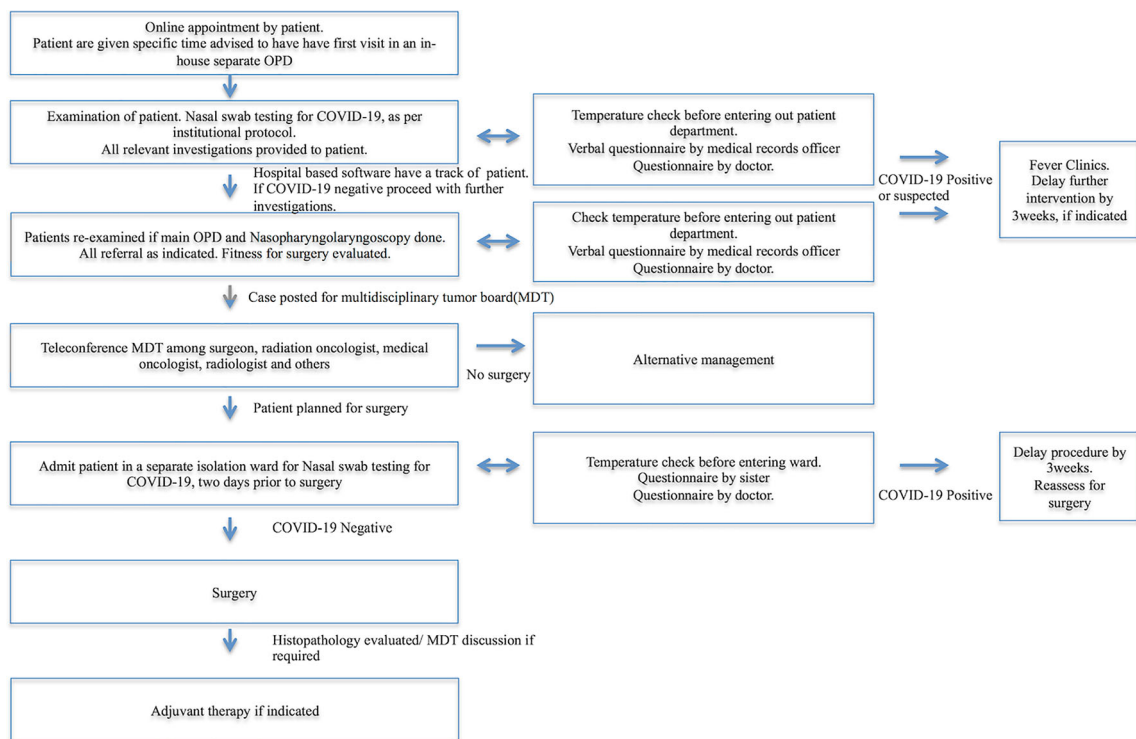 Online appointment by patient.
Patient are given specific time advised to have have first visit in an in-
house separate OPD
Examination of patient. Nasal swab testing for COVID-19, as per
institutional protocol.
All relevant investigations provided to patient.
Temperature check before entering out patient
department.
Verbal questionnaire by medical records officer
Questionnaire by doctor.
COVID-19 Positive
or suspected
Fever Clinics.
Delay further
intervention by
3weeks, if indicated
Hospital based software have a track of patient.
If COVID-19 negative proceed with further
investigations.
Patients re-examined if main OPD and Nasopharyngolaryngoscopy done.
All referral as indicated. Fitness for surgery evaluated.
Check temperature before entering out patient
department.
Verbal questionnaire by medical records officer
Questionnaire by doctor.
Case posted for multidisciplinary tumor board(MDT)
Teleconference MDT among surgeon, radiation oncologist, medical
oncologist, radiologist and others
No surgery
Alternative management
Patient planned for surgery
Admit patient in a separate isolation ward for Nasal swab testing for
COVID-19, two days prior to surgery
Temperature check before entering ward.
Questionnaire by sister
Questionnaire by doctor.
COVID-19 Positive
Delay procedure by
3weeks.
Reassess for
surgery
COVID-19 Negative
Surgery
Histopathology evaluated/ MDT discussion if
required
Adjuvant therapy if indicated